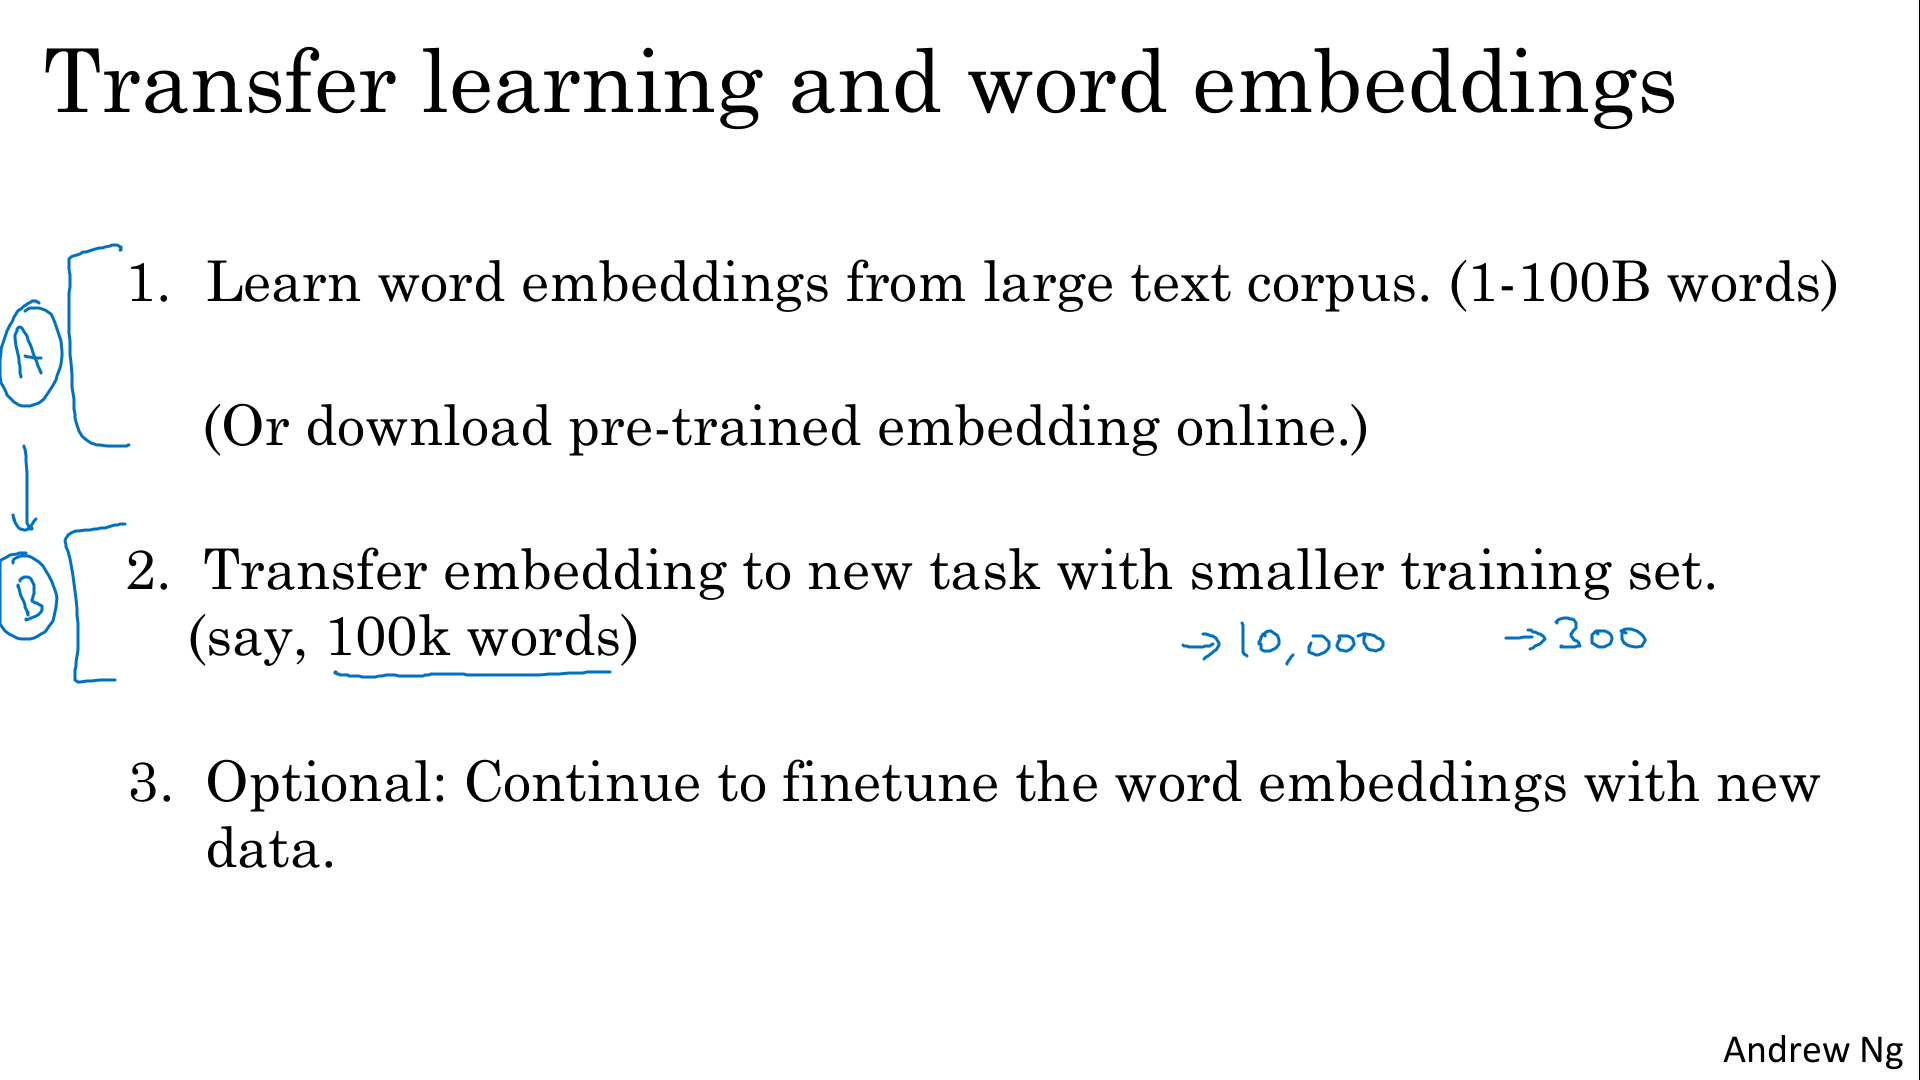 Transfer learning and word embeddings
1. Learn word embeddings from large text corpus. (1-100B words)
A
(Or download pre-trained embedding online.)
2. Transfer embedding to new task with smaller training set.
B
(say, 100k words) → 10,000 → 300
3. Optional: Continue to finetune the word embeddings with new
data.
Andrew Ng